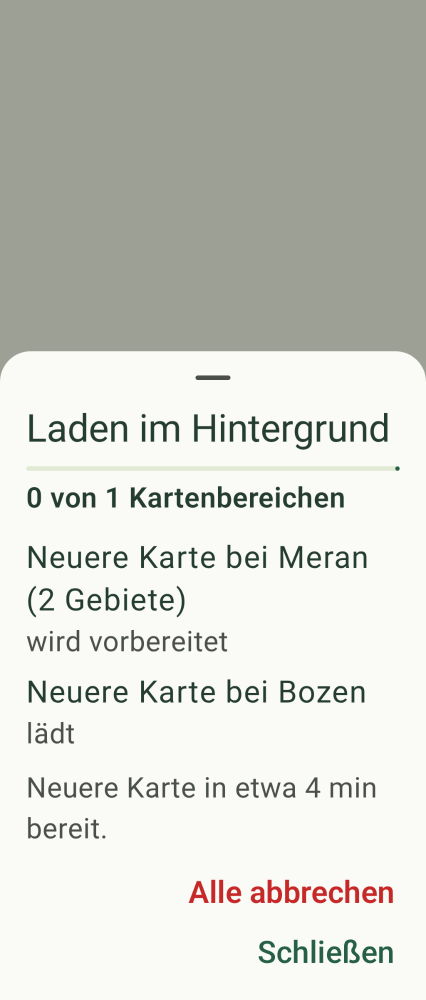 Laden im Hintergrund
0 von 1 Kartenbereichen
Neuere Karte bei Meran
(2 Gebiete)
wird vorbereitet
Neuere Karte bei Bozen
lädt
Neuere Karte in etwa 4 min
bereit.
Alle abbrechen
Schließen